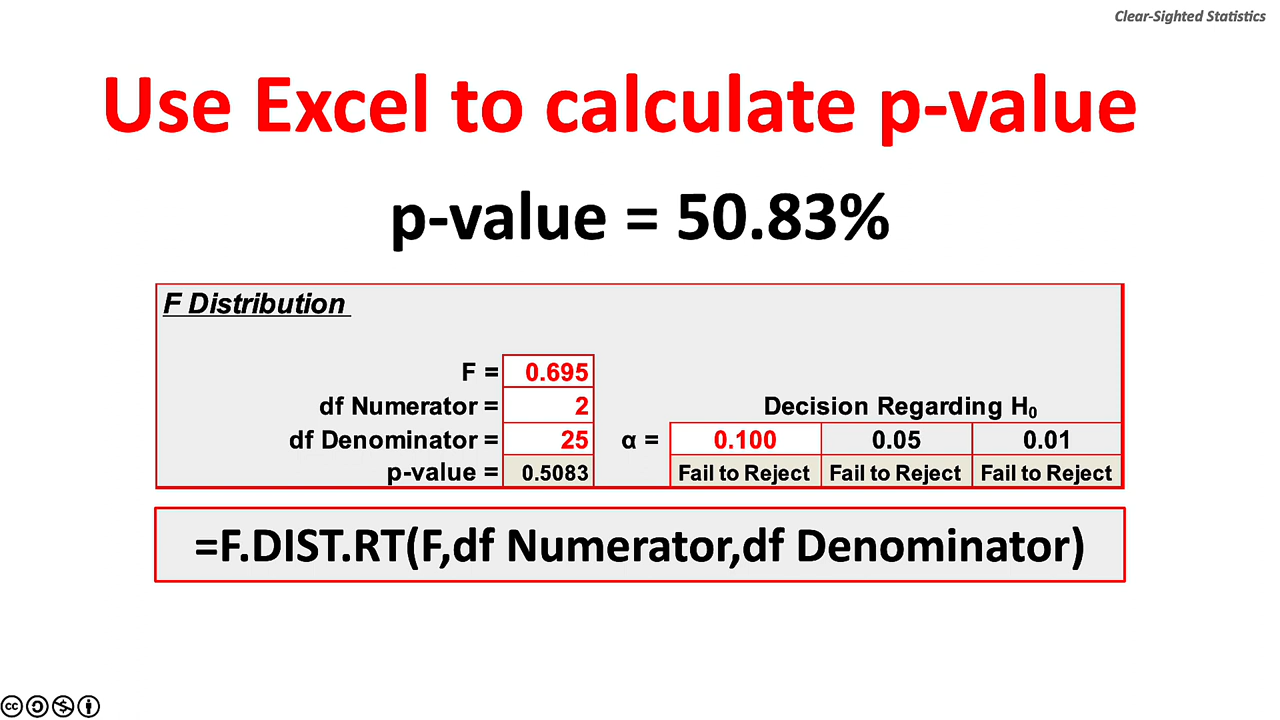 Clear-Sighted Statistics
Use Excel to calculate p-value
p-value = 50.83%
F Distribution
F = 0.695
df Numerator = 2 Decision Regarding H₀
df Denominator = 25 α = 0.100 0.05 0.01
p-value = 0.5083 Fail to Reject Fail to Reject Fail to Reject
=F.DIST.RT(F,df Numerator,df Denominator)